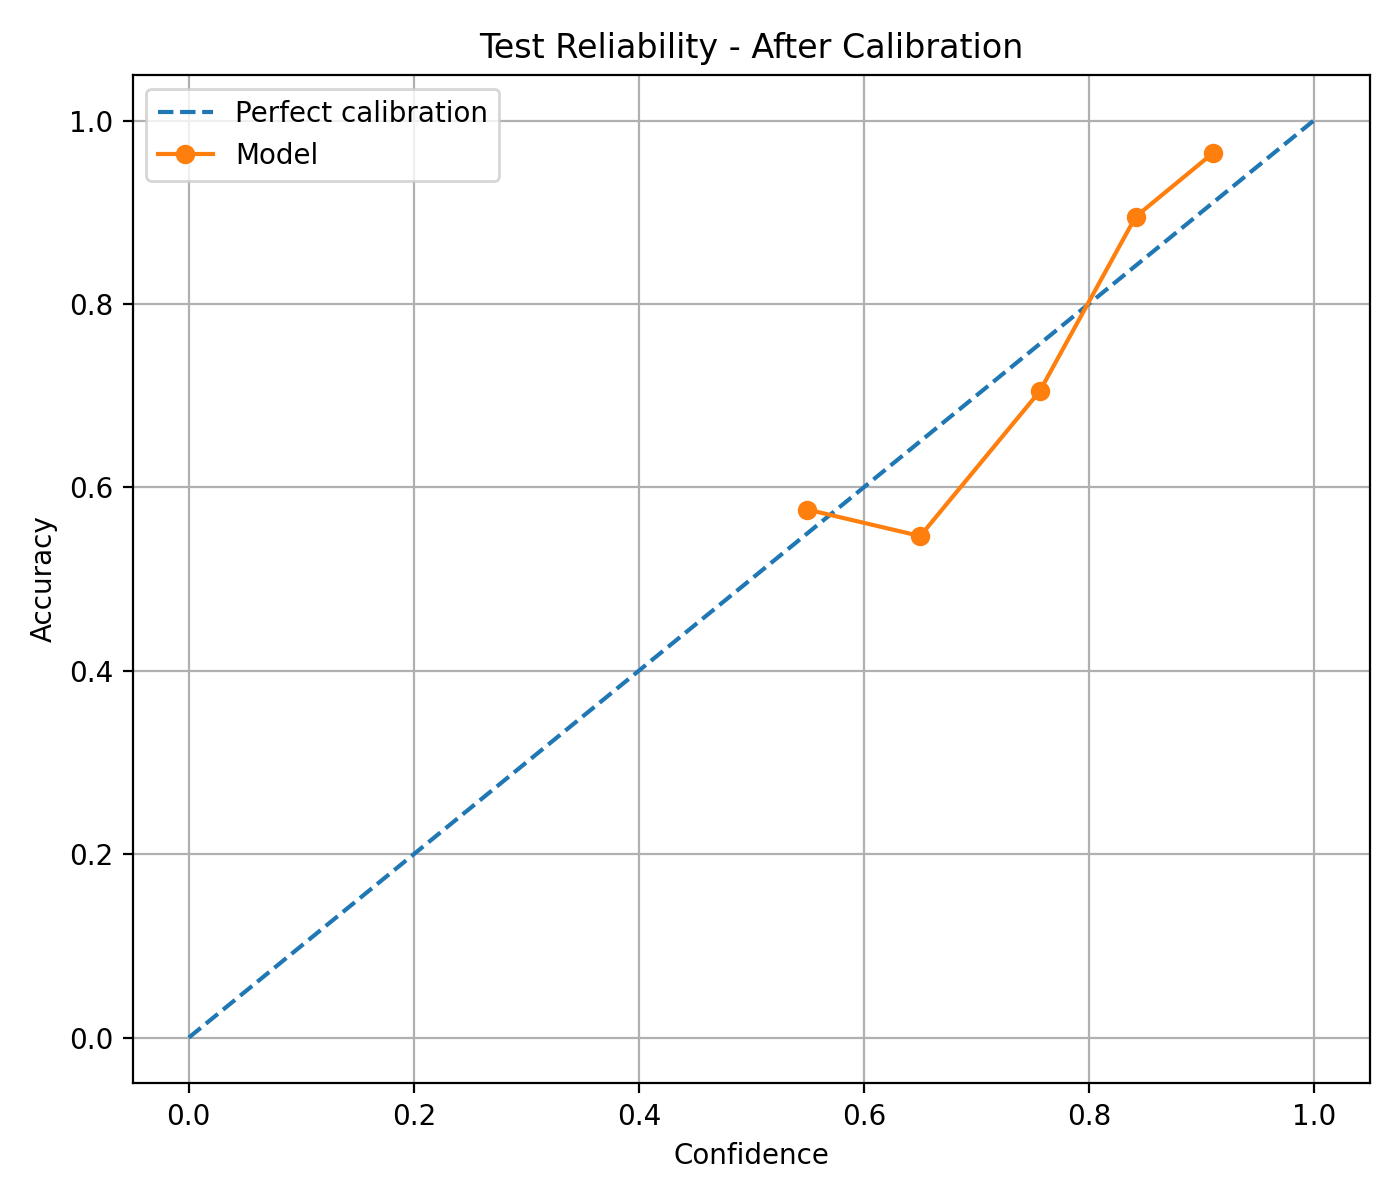 Test Reliability - After Calibration
Perfect calibration
Model
1.0
0.8
0.6
0.4
0.2
0.0
Accuracy
0.0 0.2 0.4 0.6 0.8 1.0
Confidence